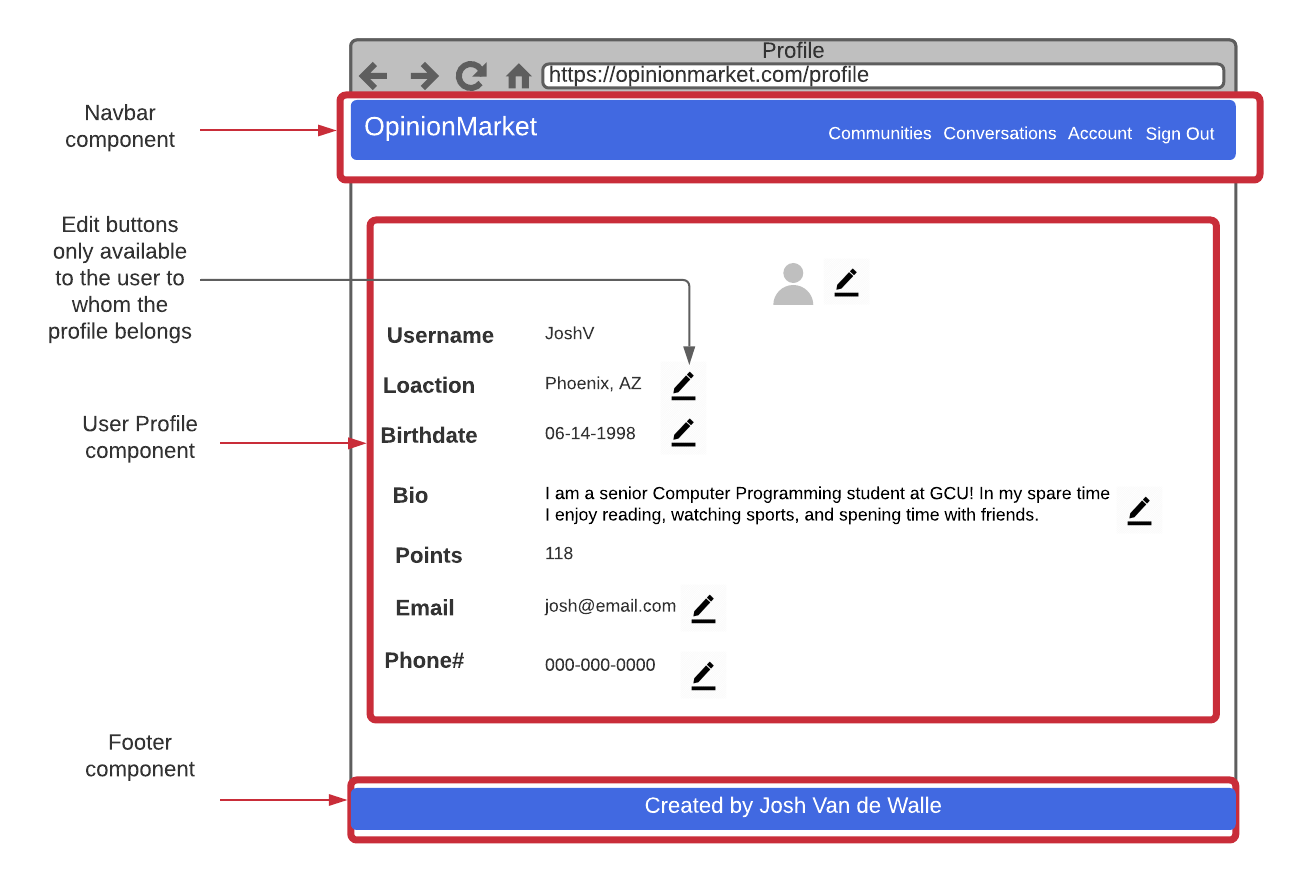 Profile
https://opinionmarket.com/profile
Navbar
component
OpinionMarket
Communities Conversations Account Sign Out
Edit buttons
only available
to the user to
whom the
profile belongs
Username JoshV
Loaction Phoenix, AZ
User Profile
component
Birthdate 06-14-1998
Bio
I am a senior Computer Programming student at GCU! In my spare time
I enjoy reading, watching sports, and spening time with friends.
Points 118
Email josh@email.com
Phone# 000-000-0000
Footer
component
Created by Josh Van de Walle